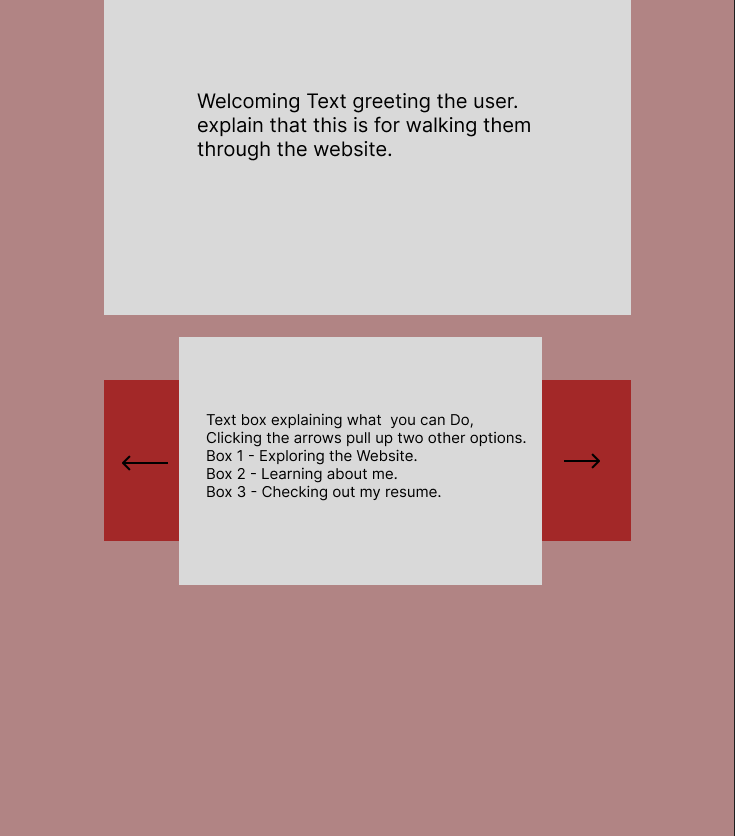 Welcoming Text greeting the user.
explain that this is for walking them
through the website.
Text box explaining what  you can Do,
Clicking the arrows pull up two other options.
Box 1 - Exploring the Website.
Box 2 - Learning about me.
Box 3 - Checking out my resume.